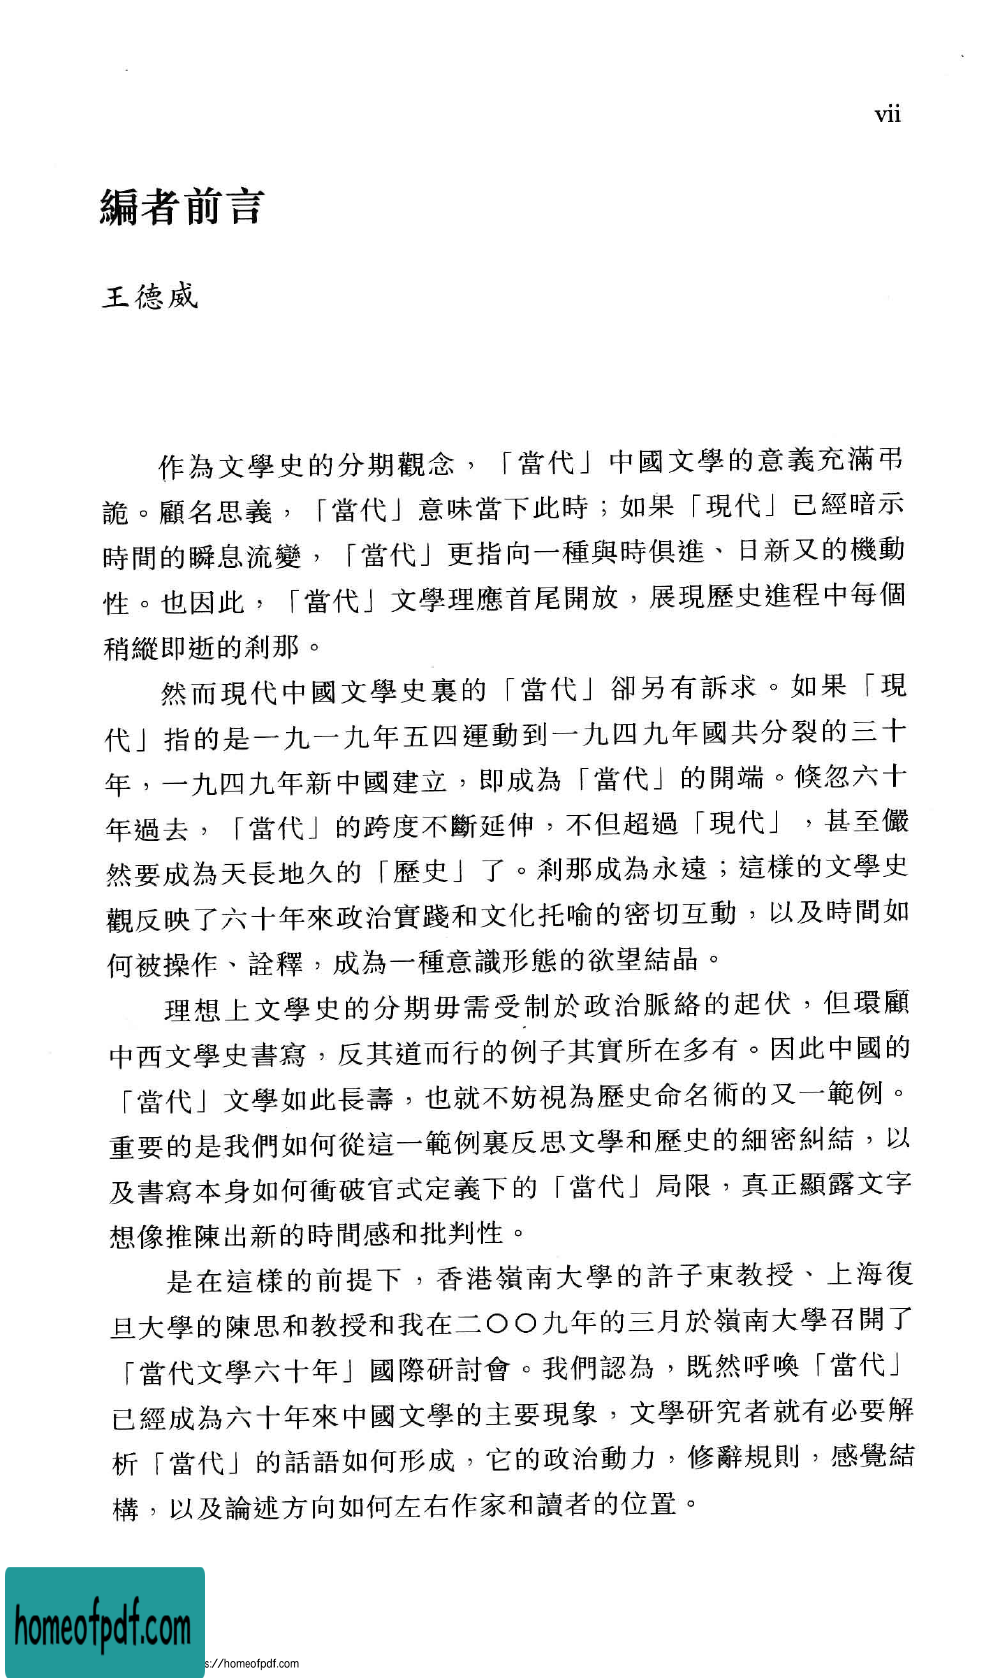 vii
編者前言
王德威
作為文學史的分期觀念，「當代」中國文學的意義充滿弔
詭。顧名思義，「當代」意味當下此時；如果「現代」已經暗示
時間的瞬息流變，「當代」更指向一種與時俱進、日新又的機動
性。也因此，「當代」文學理應首尾開放，展現歷史進程中每個
稍縱即逝的剎那。
然而現代中國文學史裏的「當代」卻另有訴求。如果「現
代」指的是一九一九年五四運動到一九四九年國共分裂的三十
年，一九四九年新中國建立，即成為「當代」的開端。倏忽六十
年過去，「當代」的跨度不斷延伸，不但超過「現代」，甚至儼
然要成為天長地久的「歷史」了。剎那成為永遠；這樣的文學史
觀反映了六十年來政治實踐和文化托喻的密切互動，以及時間如
何被操作、詮釋，成為一種意識形態的欲望結晶。
理想上文學史的分期毋需受制於政治脈絡的起伏，但環顧
中西文學史書寫，反其道而行的例子其實所在多有。因此中國的
「當代」文學如此長壽，也就不妨視為歷史命名術的又一範例。
重要的是我們如何從這一範例裏反思文學和歷史的細密糾結，以
及書寫本身如何衝破官式定義下的「當代」局限，真正顯露文字
想像推陳出新的時間感和批判性。
是在這樣的前提下，香港嶺南大學的許子東教授、上海復
旦大學的陳思和教授和我在二〇〇九年的三月於嶺南大學召開了
「當代文學六十年」國際研討會。我們認為，既然呼喚「當代」
已經成為六十年來中國文學的主要現象，文學研究者就有必要解
析「當代」的話語如何形成，它的政治動力，修辭規則，感覺結
構，以及論述方向如何左右作家和讀者的位置。
homeofpdf.com
s://homeofpdf.com